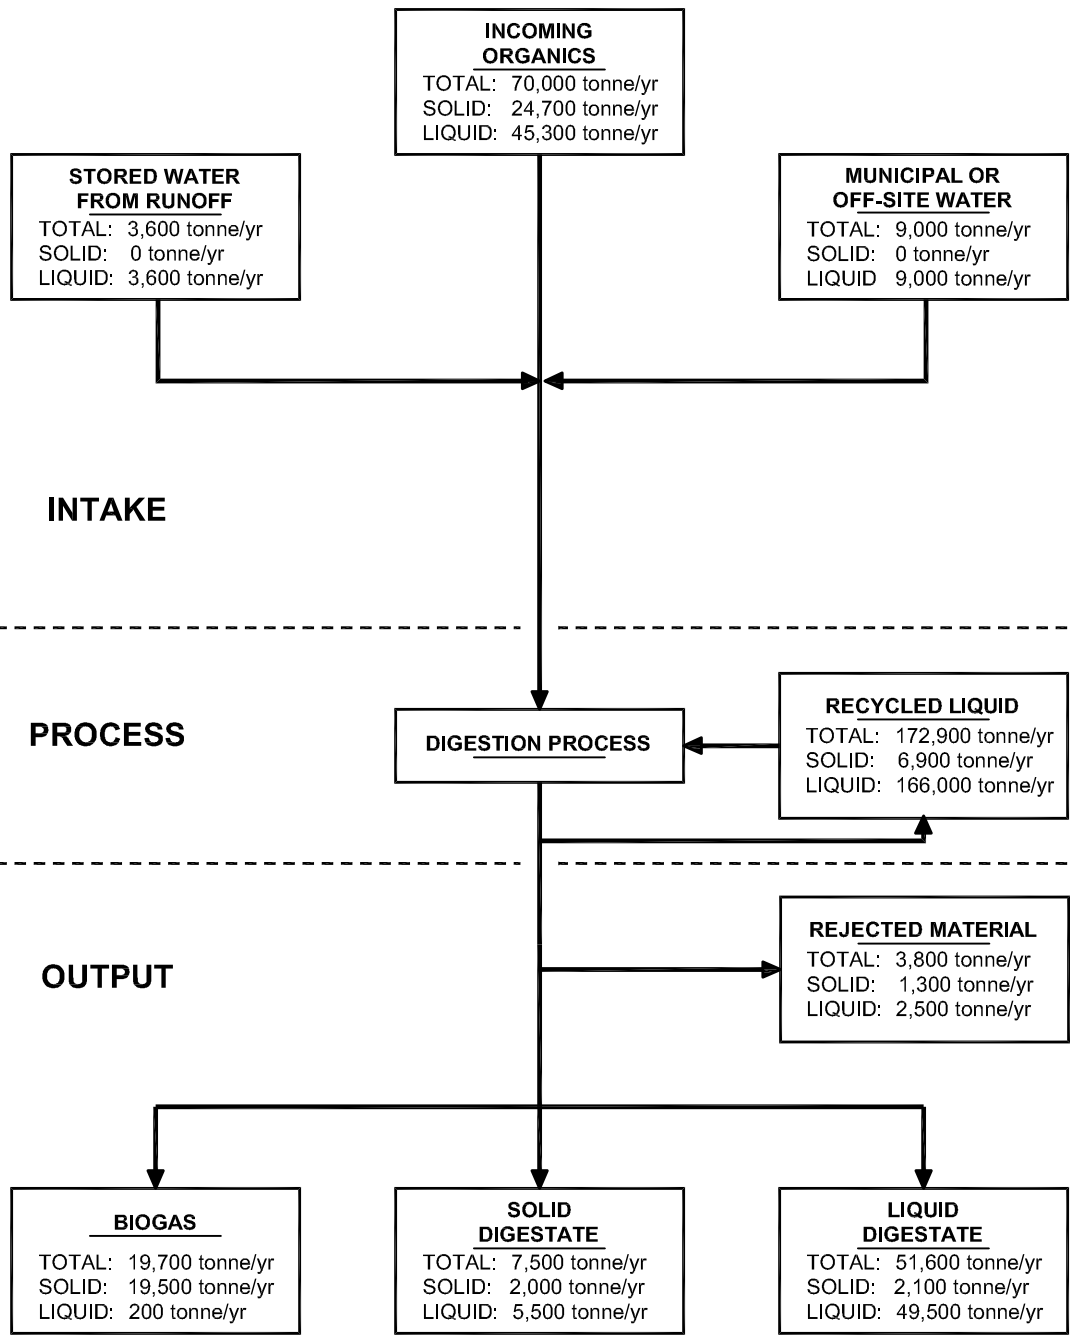 INCOMING
ORGANICS
TOTAL: 70,000 tonne/yr
SOLID: 24,700 tonne/yr
LIQUID: 45,300 tonne/yr
STORED WATER
FROM RUNOFF
TOTAL: 3,600 tonne/yr
SOLID: 0 tonne/yr
LIQUID: 3,600 tonne/yr
MUNICIPAL OR
OFF-SITE WATER
TOTAL: 9,000 tonne/yr
SOLID: 0 tonne/yr
LIQUID 9,000 tonne/yr
INTAKE
PROCESS
DIGESTION PROCESS
RECYCLED LIQUID
TOTAL: 172,900 tonne/yr
SOLID: 6,900 tonne/yr
LIQUID: 166,000 tonne/yr
OUTPUT
REJECTED MATERIAL
TOTAL: 3,800 tonne/yr
SOLID: 1,300 tonne/yr
LIQUID: 2,500 tonne/yr
BIOGAS
TOTAL: 19,700 tonne/yr
SOLID: 19,500 tonne/yr
LIQUID: 200 tonne/yr
SOLID
DIGESTATE
TOTAL: 7,500 tonne/yr
SOLID: 2,000 tonne/yr
LIQUID: 5,500 tonne/yr
LIQUID
DIGESTATE
TOTAL: 51,600 tonne/yr
SOLID: 2,100 tonne/yr
LIQUID: 49,500 tonne/yr